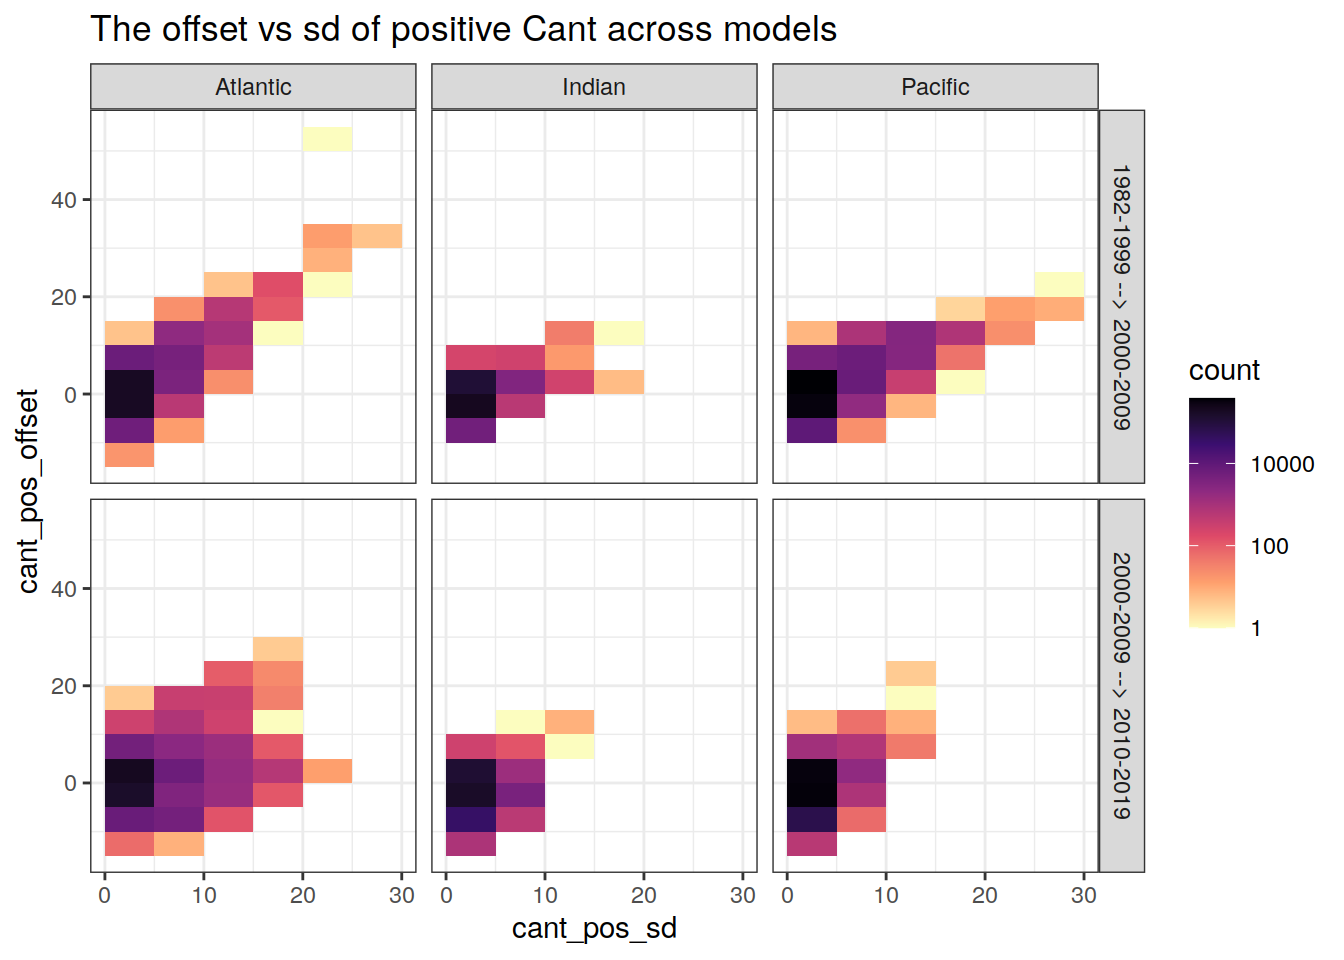 The offset vs sd of positive Cant across models
Atlantic
Indian
Pacific
1982-1999 --> 2000-2009
2000-2009 --> 2010-2019
cant_pos_offset
40
20
0
40
20
0
0 10 20 30
0 10 20 30
0 10 20 30
cant_pos_sd
count
10000
100
1